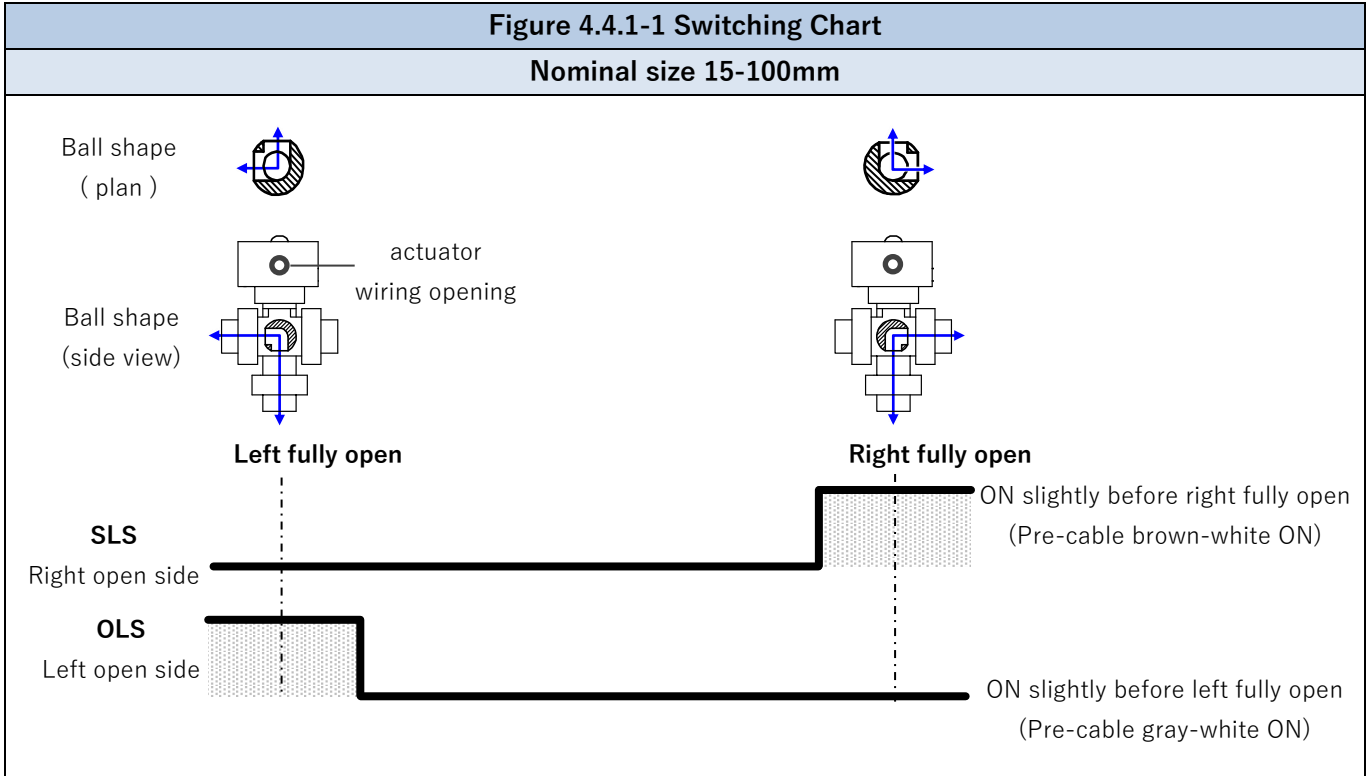 Figure 4.4.1-1 Switching Chart
Nominal size 15-100mm
Ball shape
( plan )
actuator
wiring opening
Ball shape
(side view)
Left fully open
Right fully open
ON slightly before right fully open
(Pre-cable brown-white ON)
SLS
Right open side
OLS
Left open side
ON slightly before left fully open
(Pre-cable gray-white ON)